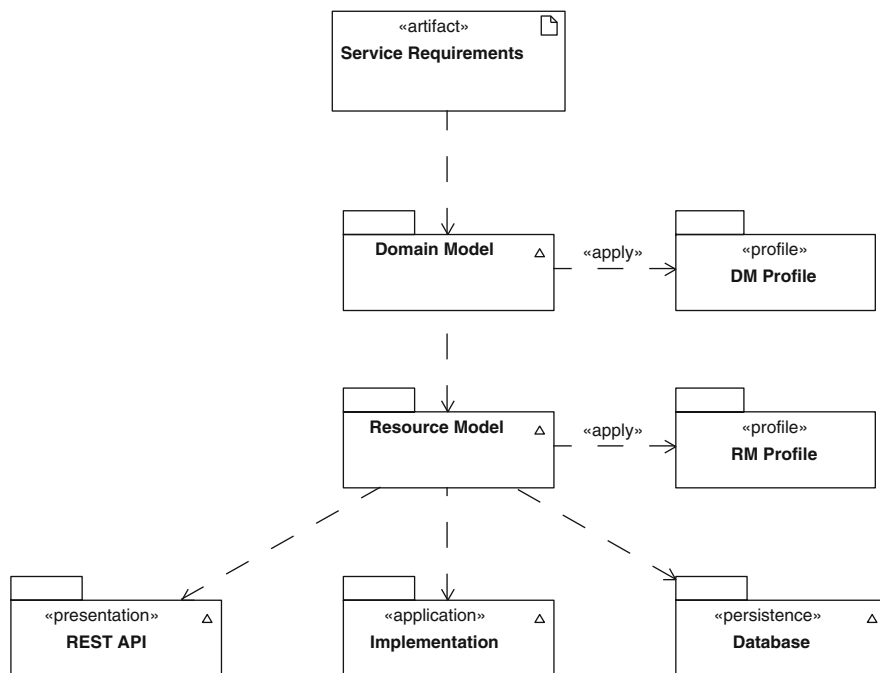 «artifact»
Service Requirements
Domain Model
«apply»
«profile»
DM Profile
Resource Model
«apply»
«profile»
RM Profile
«presentation»
REST API
«application»
Implementation
«persistence»
Database